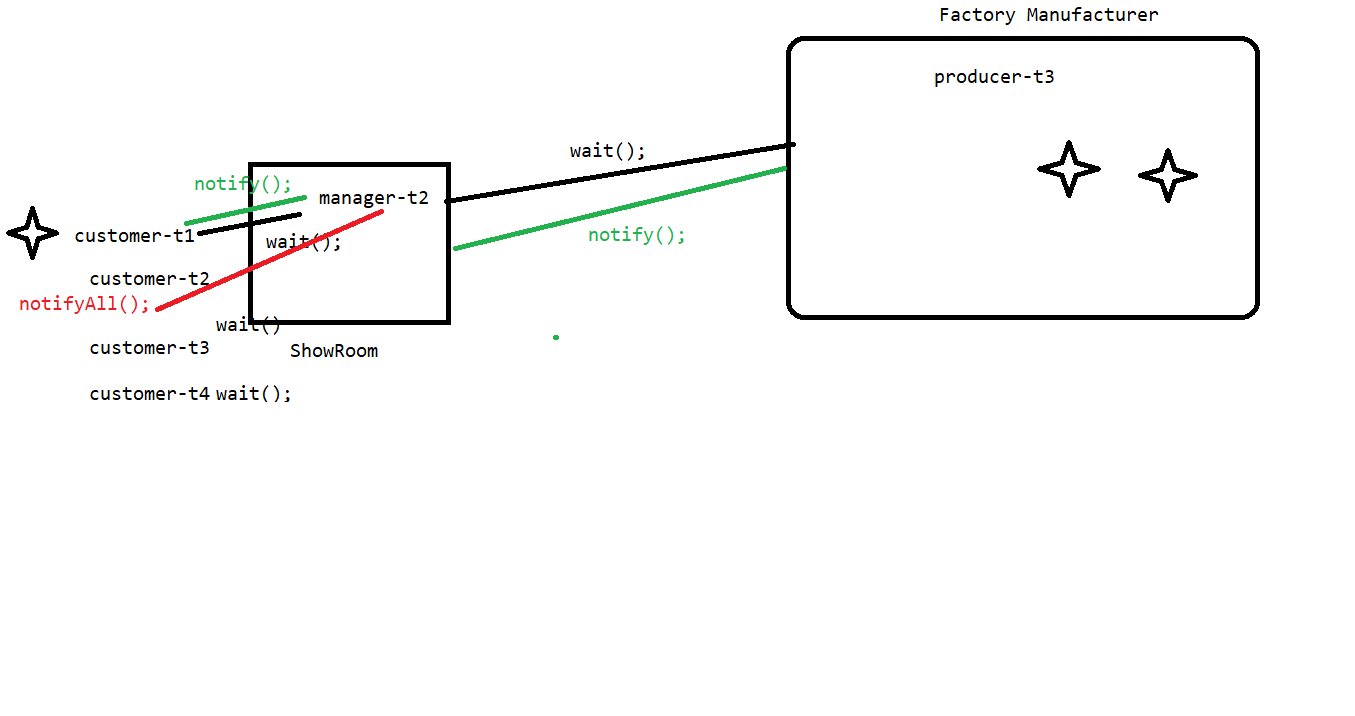 Factory Manufacturer
producer-t3
wait();
notify();
manager-t2
customer-t1
wait();
notify();
customer-t2
notifyAll();
wait()
customer-t3
ShowRoom
customer-t4 wait();